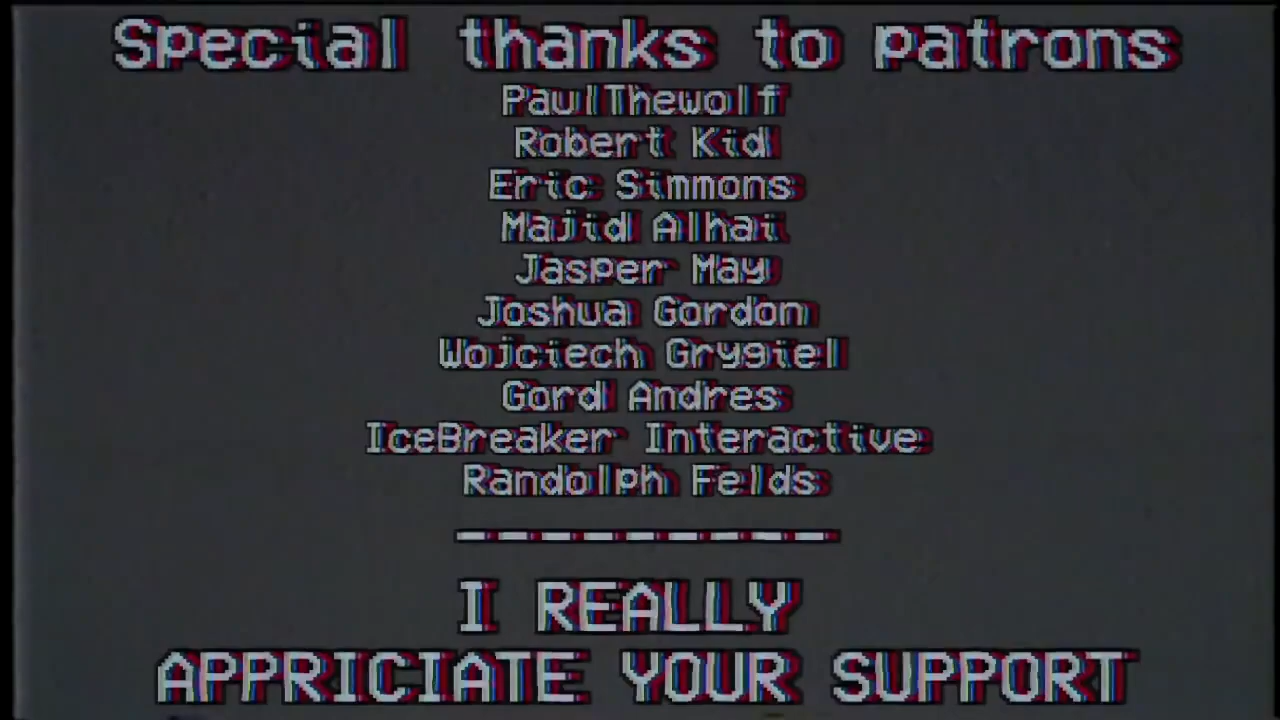 Special thanks to patrons
PaulThewolf
Robert Kid
Eric Simmons
Majid Alhai
Jasper May
Joshua Gordon
Wojciech Grygiel
Gord Andres
IceBreaker Interactive
Randolph Felds
---------
I REALLY
APPRICIATE YOUR SUPPORT